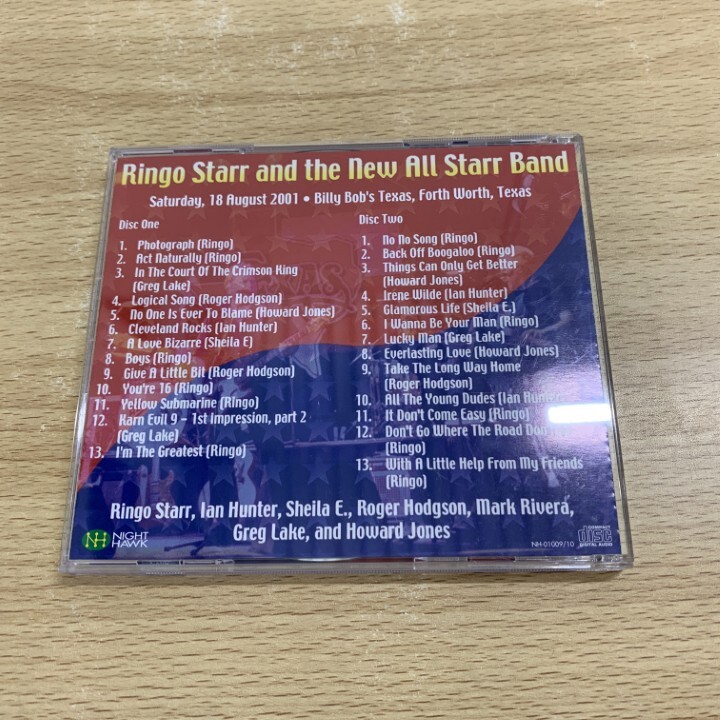 Ringo Starr and the New All Starr Band
Saturday, 18 August 2001 • Billy Bob's Texas, Forth Worth, Texas
Disc One
1. Photograph (Ringo)
2. Act Naturally (Ringo)
3. In The Court Of The Crimson King
(Greg Lake)
4. Logical Song (Roger Hodgson)
5. No One Is Ever To Blame (Howard Jones)
6. Cleveland Rocks (Ian Hunter)
7. A Love Bizarre (Sheila E)
8. Boys (Ringo)
9. Give A Little Bit (Roger Hodgson)
10. You're 16 (Ringo)
11. Yellow Submarine (Ringo)
12. Karn Evil 9 – 1st Impression, part 2
(Greg Lake)
13. I'm The Greatest (Ringo)
Disc Two
1. No No Song (Ringo)
2. Back Off Boogaloo (Ringo)
3. Things Can Only Get Better
(Howard Jones)
4. Irene Wilde (Ian Hunter)
5. Glamorous Life (Sheila E.)
6. I Wanna Be Your Man (Ringo)
7. Lucky Man (Greg Lake)
8. Everlasting Love (Howard Jones)
9. Take The Long Way Home
(Roger Hodgson)
10. All The Young Dudes (Ian Hunter)
11. It Don't Come Easy (Ringo)
12. Don't Go Where The Road
(Ringo)
13. With A Little Help From My Friends
(Ringo)
Ringo Starr, Ian Hunter, Sheila E., Roger Hodgson, Mark Rivera,
Greg Lake, and Howard Jones
NH NIGHT
HAWK
NH-01009/10
COMPACT
disc
DIGITAL AUDIO